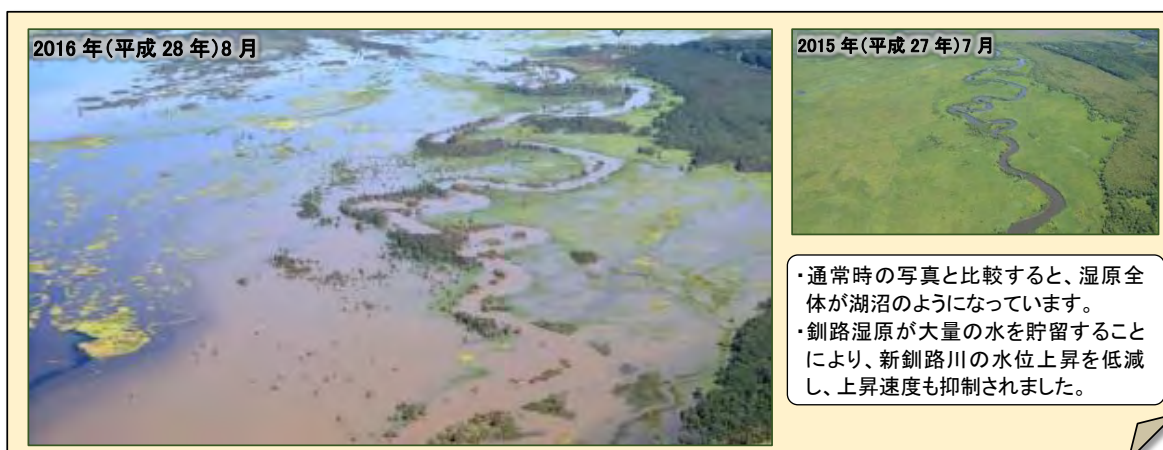 2016 年(平成 28 年)8 月
2015 年(平成 27 年)7 月
・通常時の写真と比較すると、湿原全
体が湖沼のようになっています。
・釧路湿原が大量の水を貯留すること
により、新釧路川の水位上昇を低減
し、上昇速度も抑制されました。